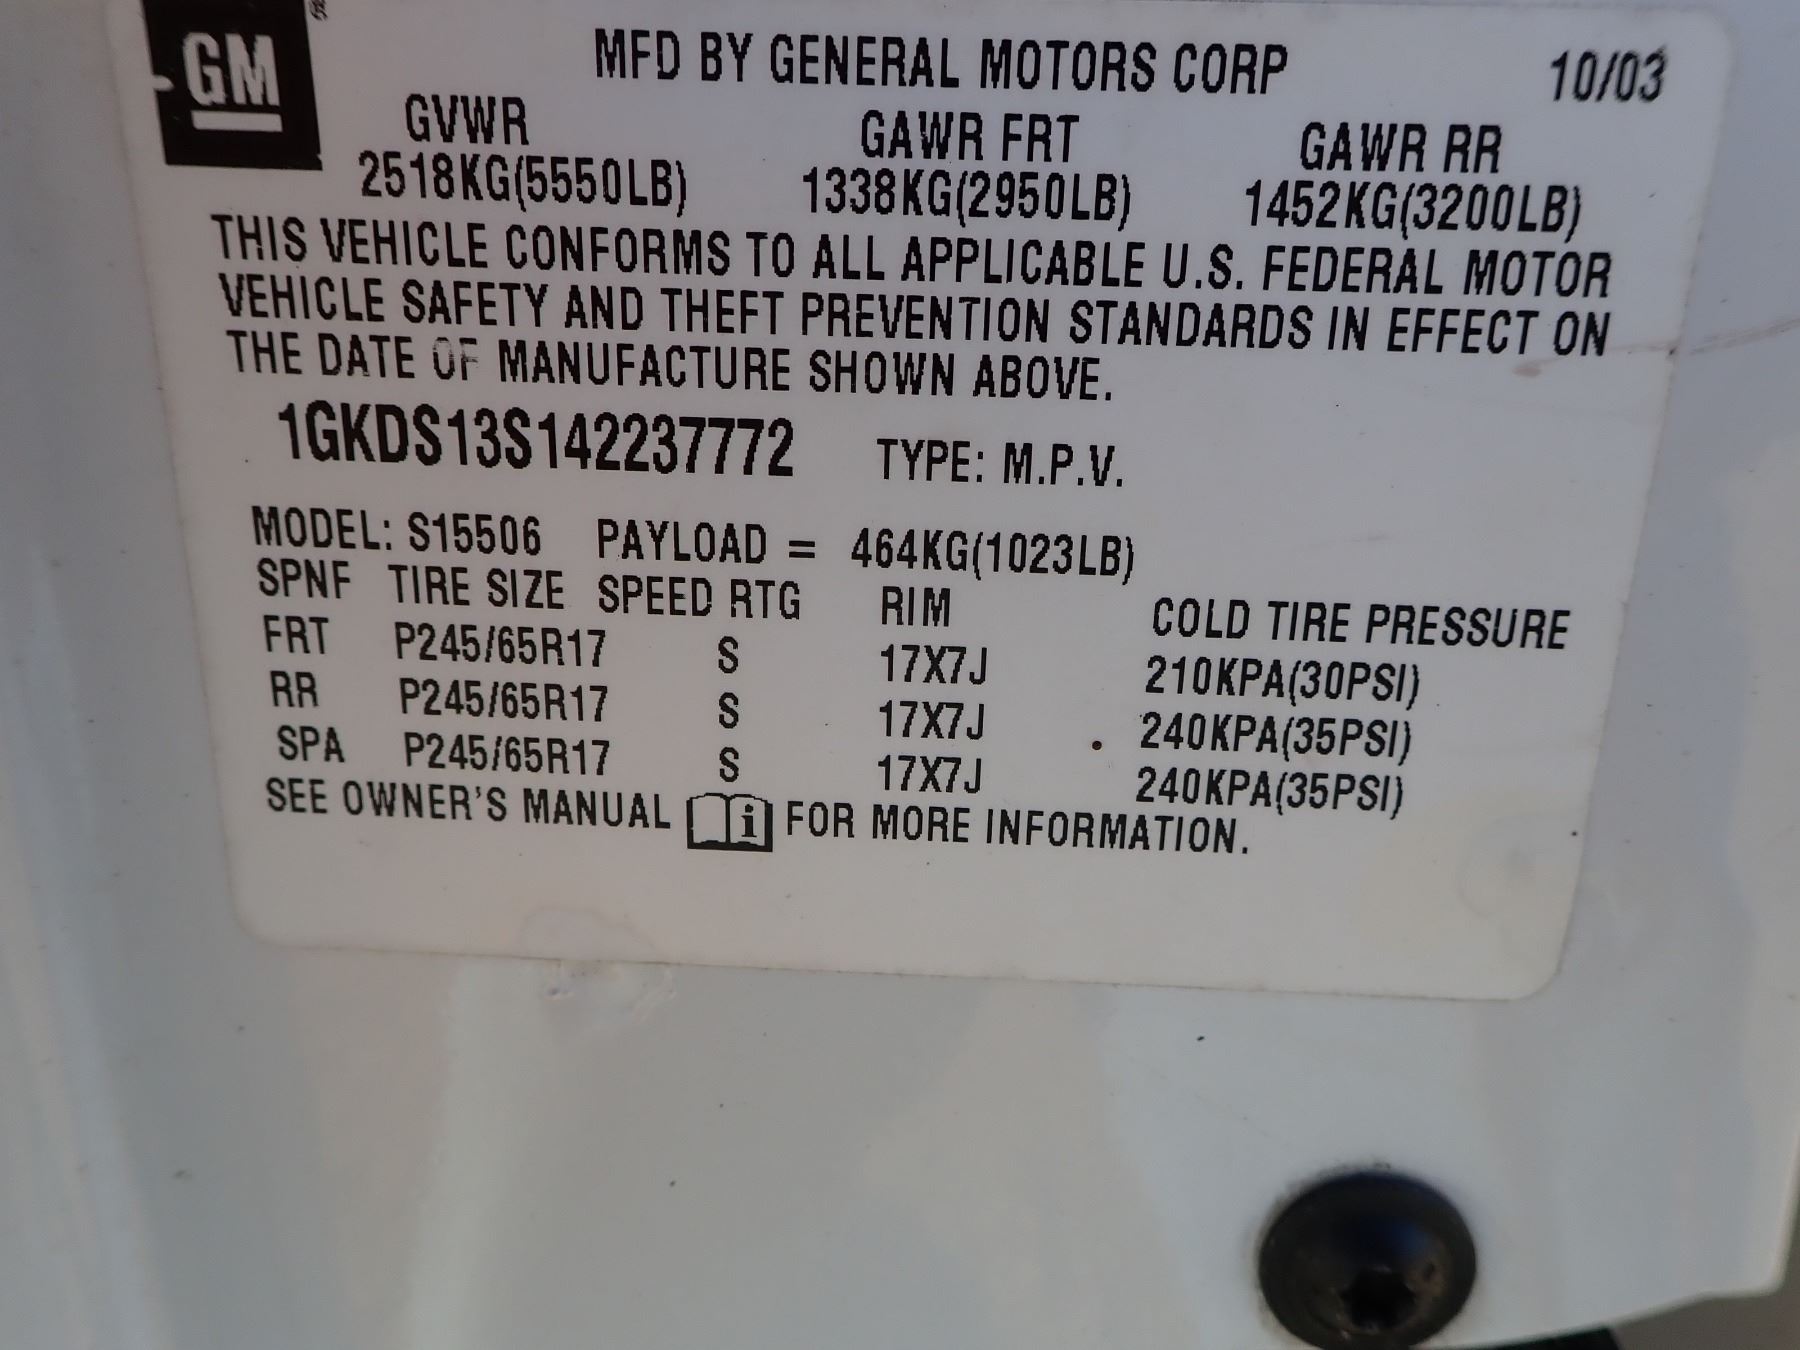 GM ®
MFD BY GENERAL MOTORS CORP 10/03
GVWR GAWR FRT GAWR RR
2518KG(5550LB) 1338KG(2950LB) 1452KG(3200LB)
THIS VEHICLE CONFORMS TO ALL APPLICABLE U.S. FEDERAL MOTOR
VEHICLE SAFETY AND THEFT PREVENTION STANDARDS IN EFFECT ON
THE DATE OF MANUFACTURE SHOWN ABOVE.
1GKDS13S142237772 TYPE: M.P.V.
MODEL: S15506 PAYLOAD = 464KG(1023LB)
SPNF TIRE SIZE SPEED RTG RIM COLD TIRE PRESSURE
FRT P245/65R17 S 17X7J 210KPA(30PSI)
RR P245/65R17 S 17X7J 240KPA(35PSI)
SPA P245/65R17 S 17X7J 240KPA(35PSI)
SEE OWNER'S MANUAL i FOR MORE INFORMATION.